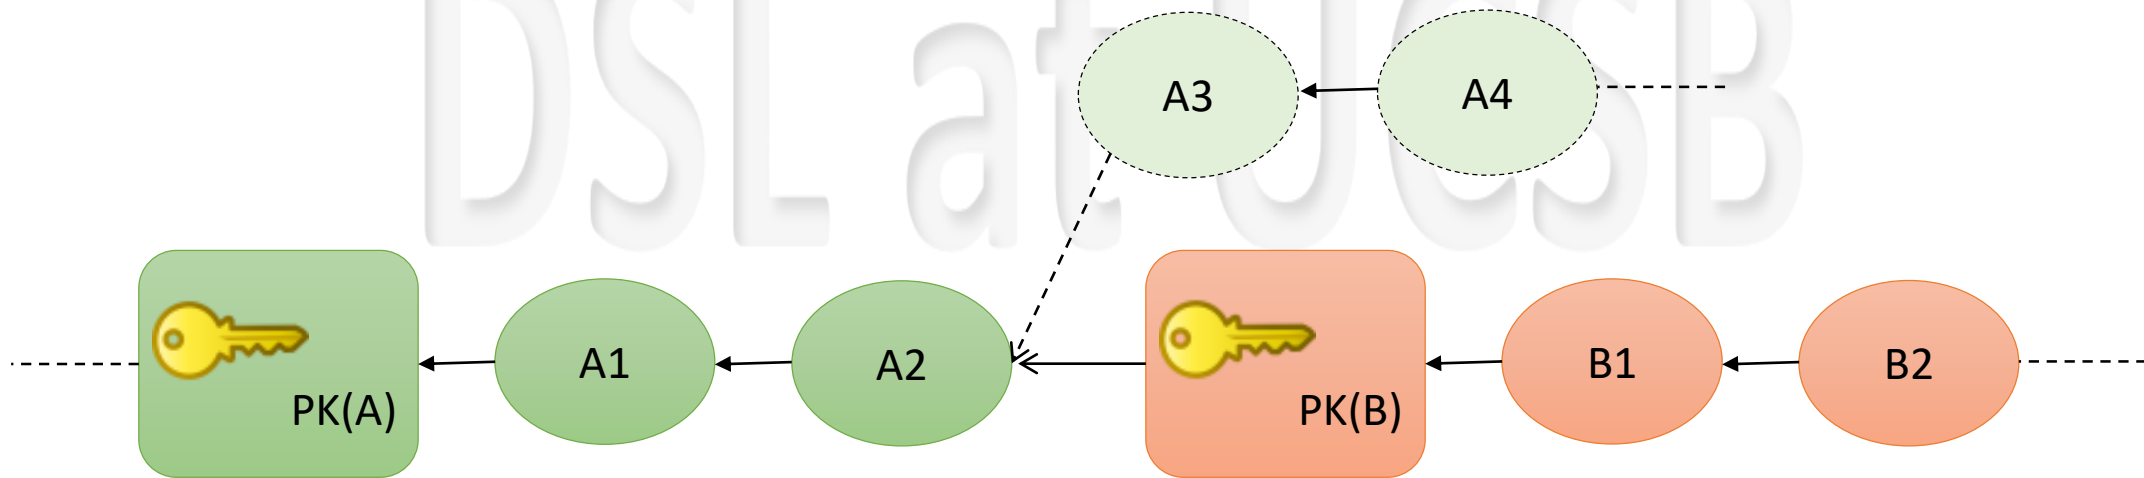 DSL at UCSB
A3
A4
PK(A)
A1
A2
PK(B)
B1
B2